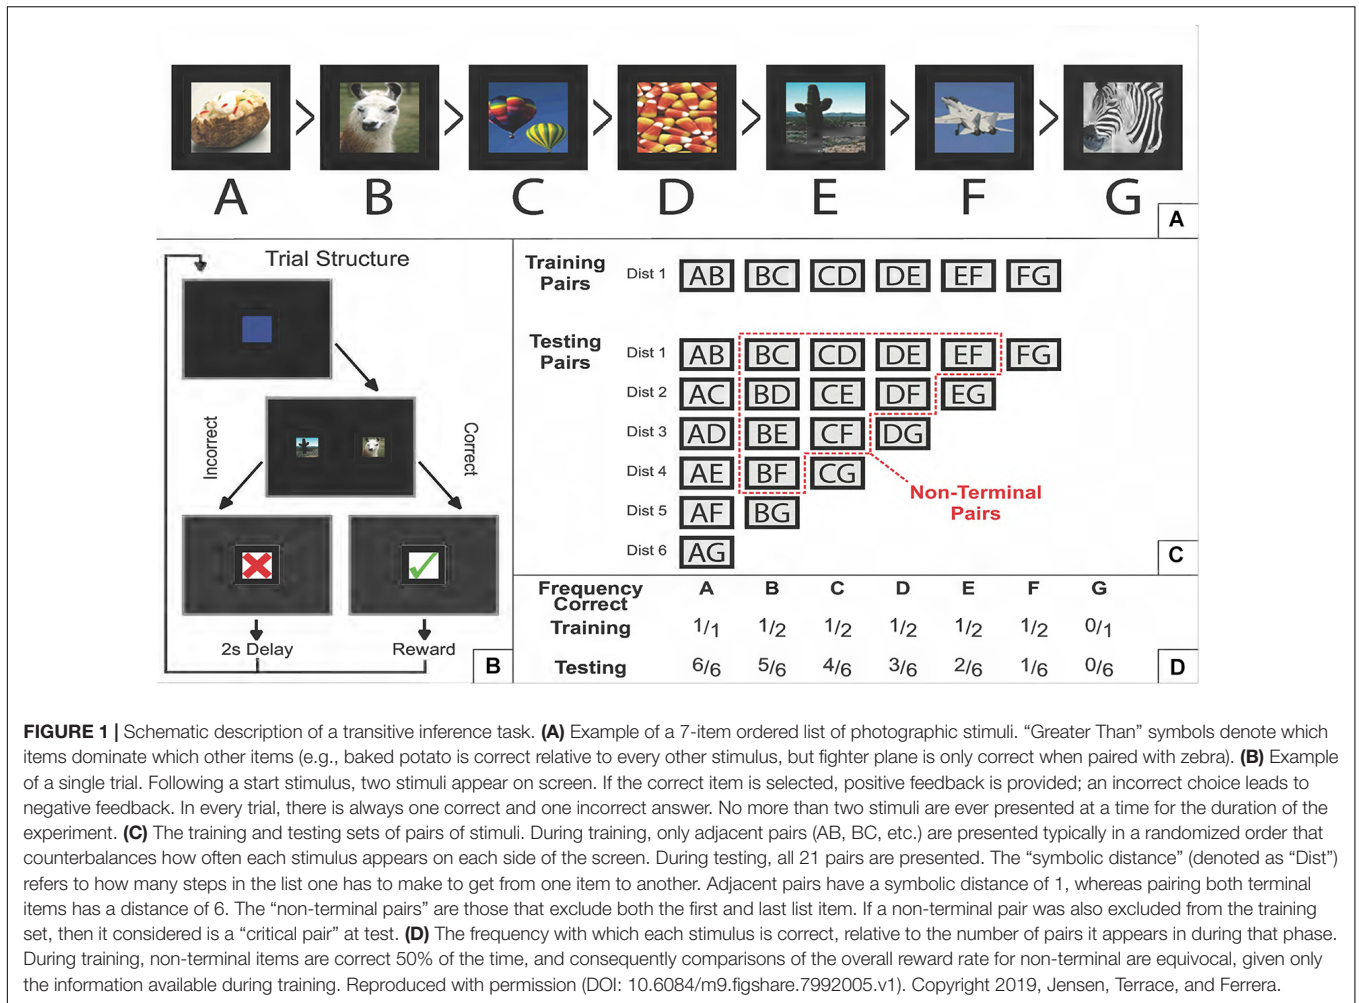 > > > > > >
A B C D E F G
A
Trial Structure
Incorrect
Correct
2s Delay
Reward
B
Training
Pairs
Dist 1 AB BC CD DE EF FG
Testing
Pairs
Dist 1 AB BC CD DE EF FG
Dist 2 AC BD CE DF EG
Dist 3 AD BE CF DG
Dist 4 AE BF CG
Dist 5 AF BG
Dist 6 AG
Non-Terminal
Pairs
C
Frequency
Correct
A B C D E F G
Training 1/1 1/2 1/2 1/2 1/2 1/2 0/1
Testing 6/6 5/6 4/6 3/6 2/6 1/6 0/6
D
FIGURE 1 | Schematic description of a transitive inference task. (A) Example of a 7-item ordered list of photographic stimuli. “Greater Than” symbols denote which
items dominate which other items (e.g., baked potato is correct relative to every other stimulus, but fighter plane is only correct when paired with zebra). (B) Example
of a single trial. Following a start stimulus, two stimuli appear on screen. If the correct item is selected, positive feedback is provided; an incorrect choice leads to
negative feedback. In every trial, there is always one correct and one incorrect answer. No more than two stimuli are ever presented at a time for the duration of the
experiment. (C) The training and testing sets of pairs of stimuli. During training, only adjacent pairs (AB, BC, etc.) are presented typically in a randomized order that
counterbalances how often each stimulus appears on each side of the screen. During testing, all 21 pairs are presented. The “symbolic distance” (denoted as “Dist”)
refers to how many steps in the list one has to make to get from one item to another. Adjacent pairs have a symbolic distance of 1, whereas pairing both terminal
items has a distance of 6. The “non-terminal pairs” are those that exclude both the first and last list item. If a non-terminal pair was also excluded from the training
set, then it considered is a “critical pair” at test. (D) The frequency with which each stimulus is correct, relative to the number of pairs it appears in during that phase.
During training, non-terminal items are correct 50% of the time, and consequently comparisons of the overall reward rate for non-terminal are equivocal, given only
the information available during training. Reproduced with permission (DOI: 10.6084/m9.figshare.7992005.v1). Copyright 2019, Jensen, Terrace, and Ferrera.